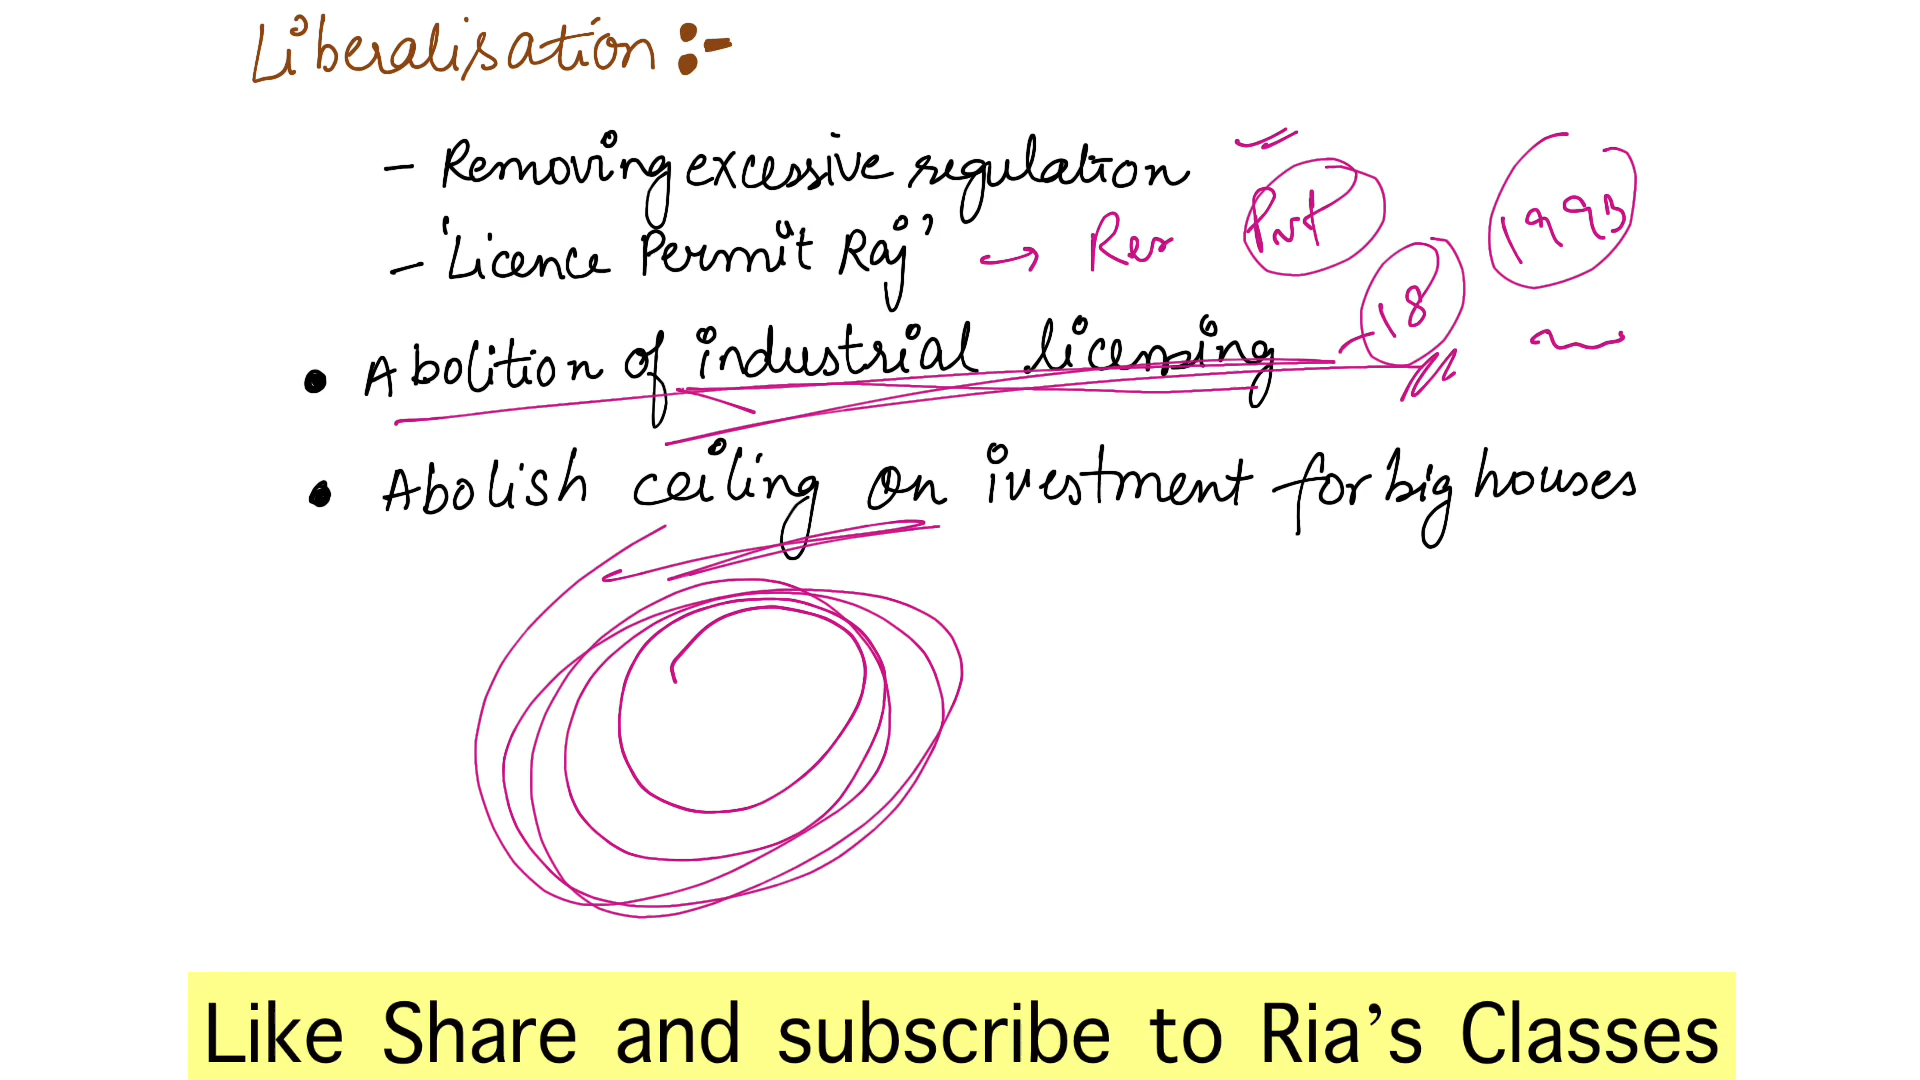 Liberalisation :-
- Removing excessive regulation
- 'Licence Permit Raj' → Res Pvt 1993
• Abolition of industrial licensing - 18
• Abolish ceiling on ivestment for big houses
Like Share and subscribe to Ria's Classes